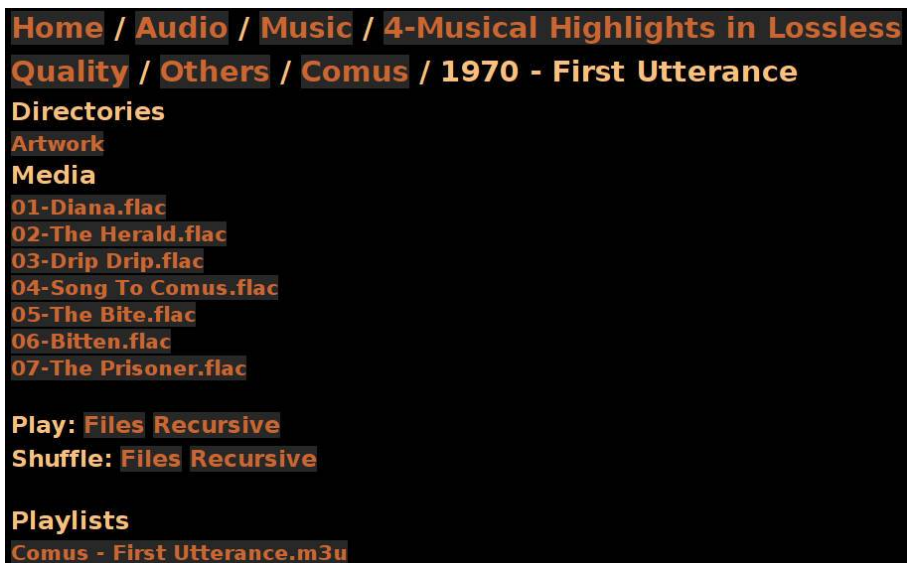 Home / Audio / Music / 4-Musical Highlights in Lossless
Quality / Others / Comus / 1970 - First Utterance
Directories
Artwork
Media
01-Diana.flac
02-The Herald.flac
03-Drip Drip.flac
04-Song To Comus.flac
05-The Bite.flac
06-Bitten.flac
07-The Prisoner.flac
Play: Files Recursive
Shuffle: Files Recursive
Playlists
Comus - First Utterance.m3u